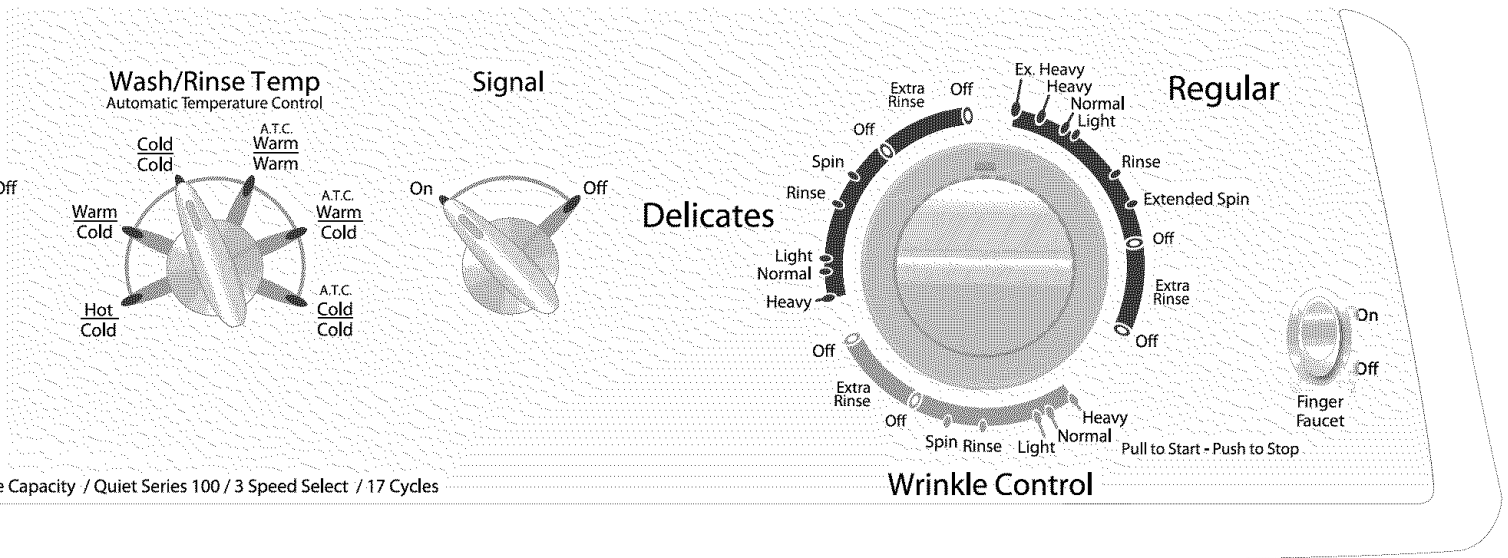 Off
Wash/Rinse Temp
Automatic Temperature Control
Cold
Cold
A.T.C.
Warm
Warm
Warm
Cold
A.T.C.
Warm
Cold
Hot
Cold
A.T.C.
Cold
Cold
Signal
On
Off
Delicates
Extra
Rinse
Off
Off
Spin
Rinse
Light
Normal
Heavy
Regular
Ex. Heavy
Heavy
Normal
Light
Rinse
Extended Spin
Off
Extra
Rinse
Off
Off
Extra
Rinse
Off
Spin
Rinse
Light
Normal
Heavy
Wrinkle Control
Pull to Start - Push to Stop
On
Off
Finger
Faucet
Capacity / Quiet Series 100 / 3 Speed Select / 17 Cycles